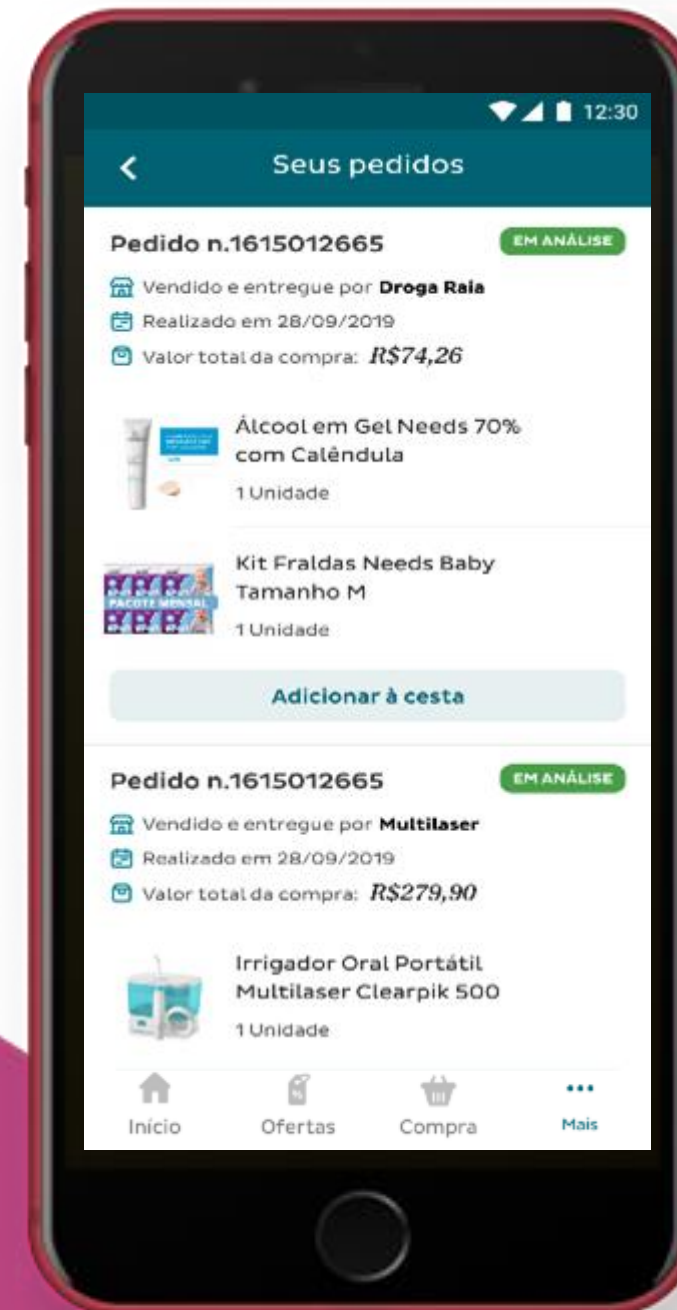 12:30
Seus pedidos
Pedido n.1615012665 EM ANÁLISE
Vendido e entregue por Droga Raia
Realizado em 28/09/2019
Valor total da compra: R$74,26
Álcool em Gel Needs 70%
com Calêndula
1 Unidade
Kit Fraldas Needs Baby
Tamanho M
PACOTE MENSAL
1 Unidade
Adicionar à cesta
Pedido n.1615012665 EM ANÁLISE
Vendido e entregue por Multilaser
Realizado em 28/09/2019
Valor total da compra: R$279,90
Irrigador Oral Portátil
Multilaser Clearpik 500
1 Unidade
Início Ofertas Compra Mais